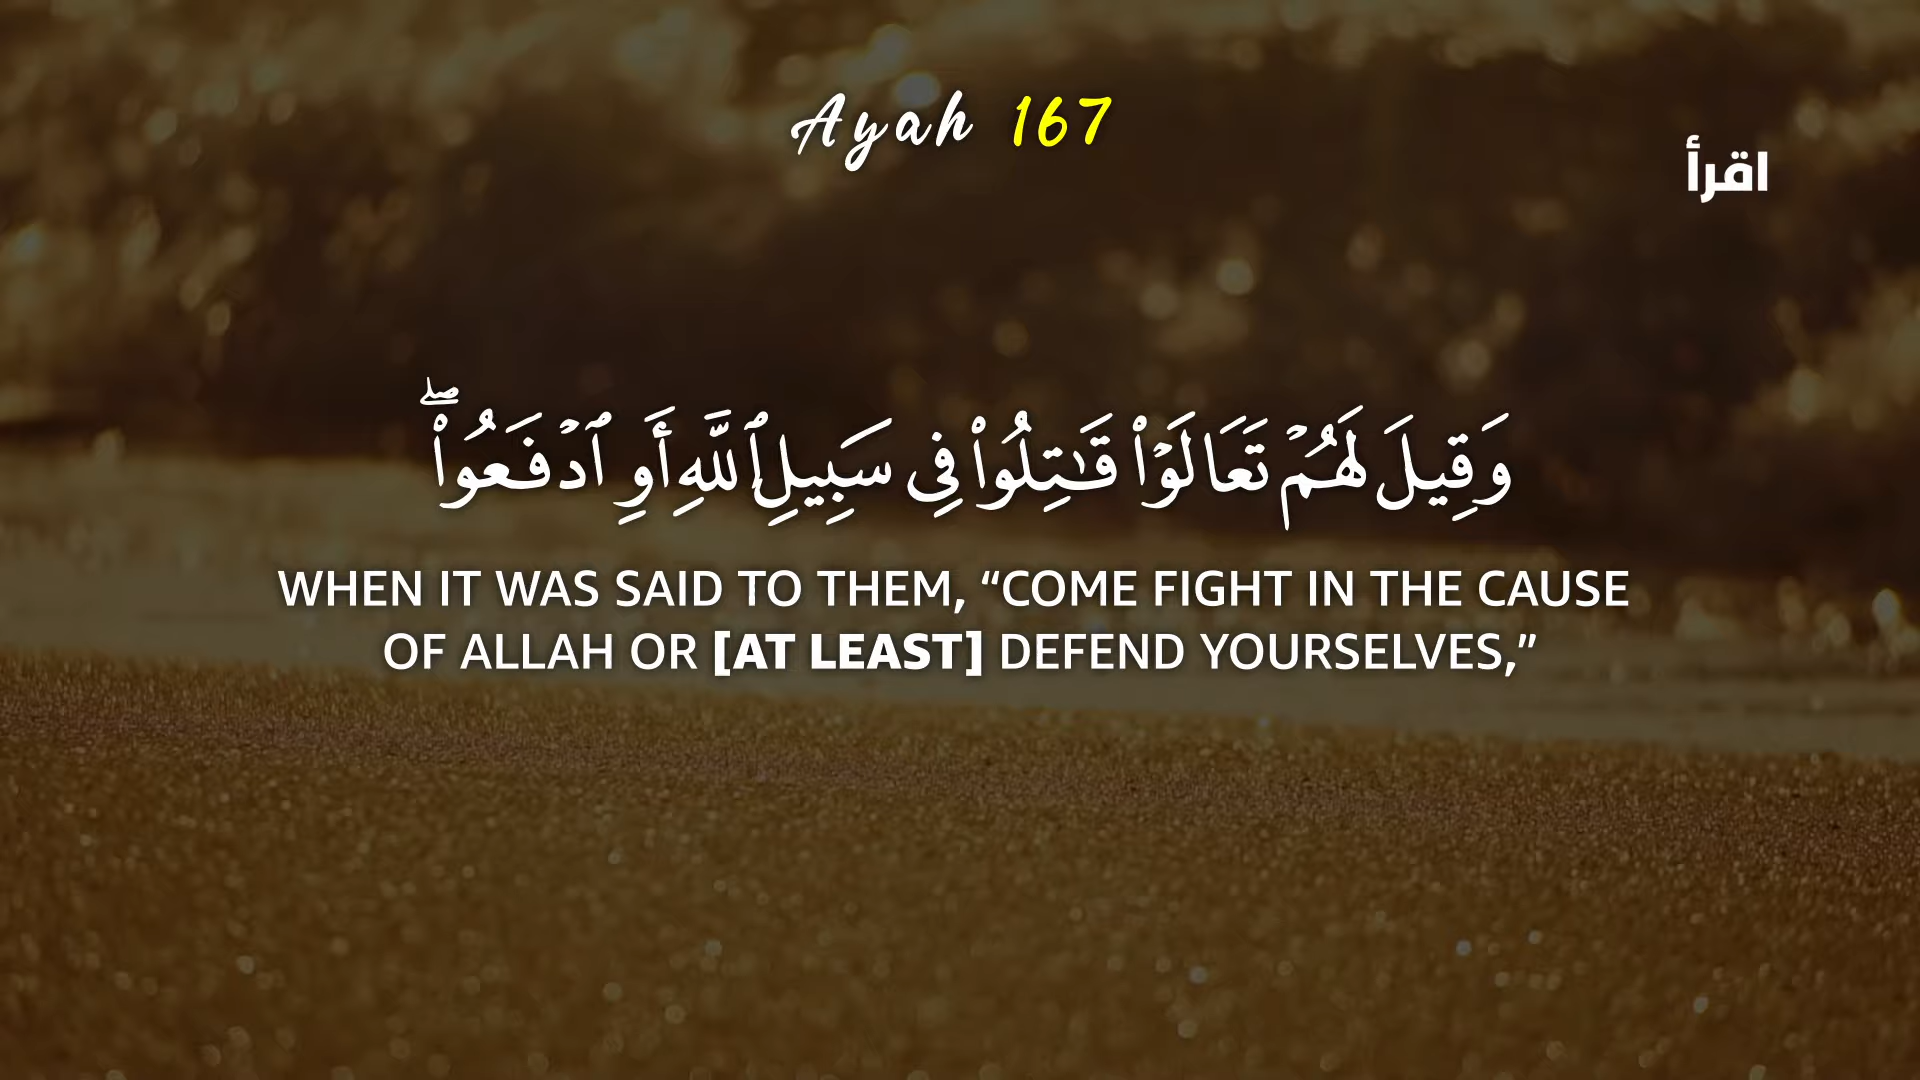 Ayah 167
اقرأ
وَقِيلَ لَهُمْ تَعَالَوْا۟ قَـٰتِلُوا۟ فِى سَبِيلِ ٱللَّهِ أَوِ ٱدْفَعُوا۟ ۖ
WHEN IT WAS SAID TO THEM, “COME FIGHT IN THE CAUSE
OF ALLAH OR [AT LEAST] DEFEND YOURSELVES,”